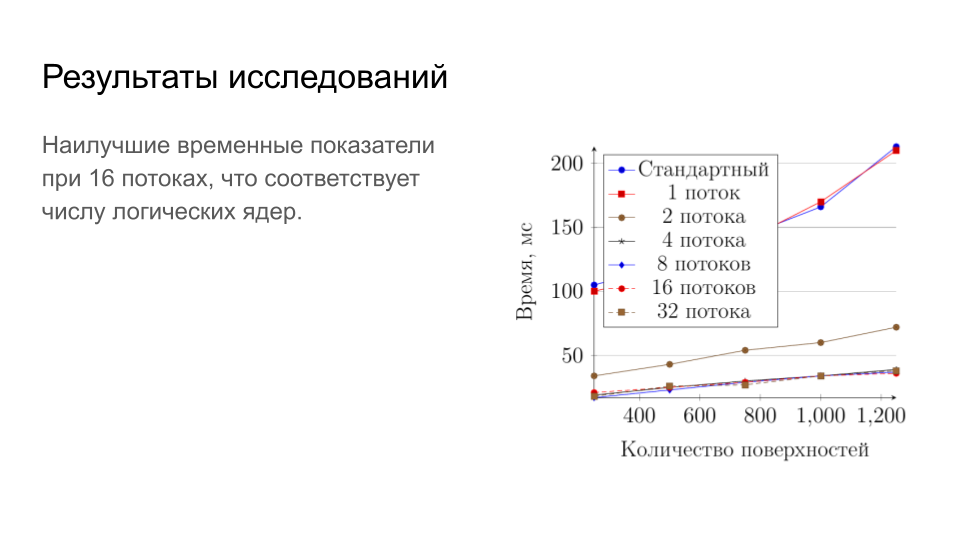 Результаты исследований
Наилучшие временные показатели
при 16 потоках, что соответствует
числу логических ядер.
200
150
100
50
Время, мс
Стандартный
1 поток
2 потока
4 потока
8 потоков
16 потоков
32 потока
400 600 800 1,000 1,200
Количество поверхностей